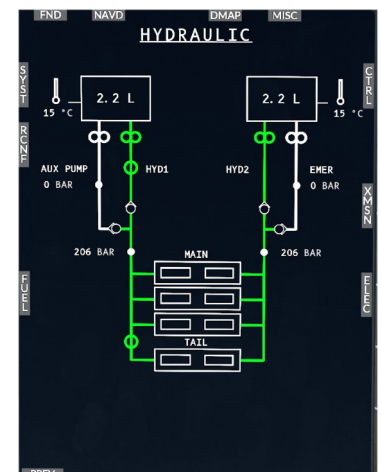 FND NAVD DMAP MISC
HYDRAULIC
SYST
CTRL
2.2 L
2.2 L
15 °C
15 °C
RCNF
AUX PUMP
HYD1
HYD2
EMER
0 BAR
0 BAR
XMSN
206 BAR
MAIN
206 BAR
FUEL
ELEC
TAIL